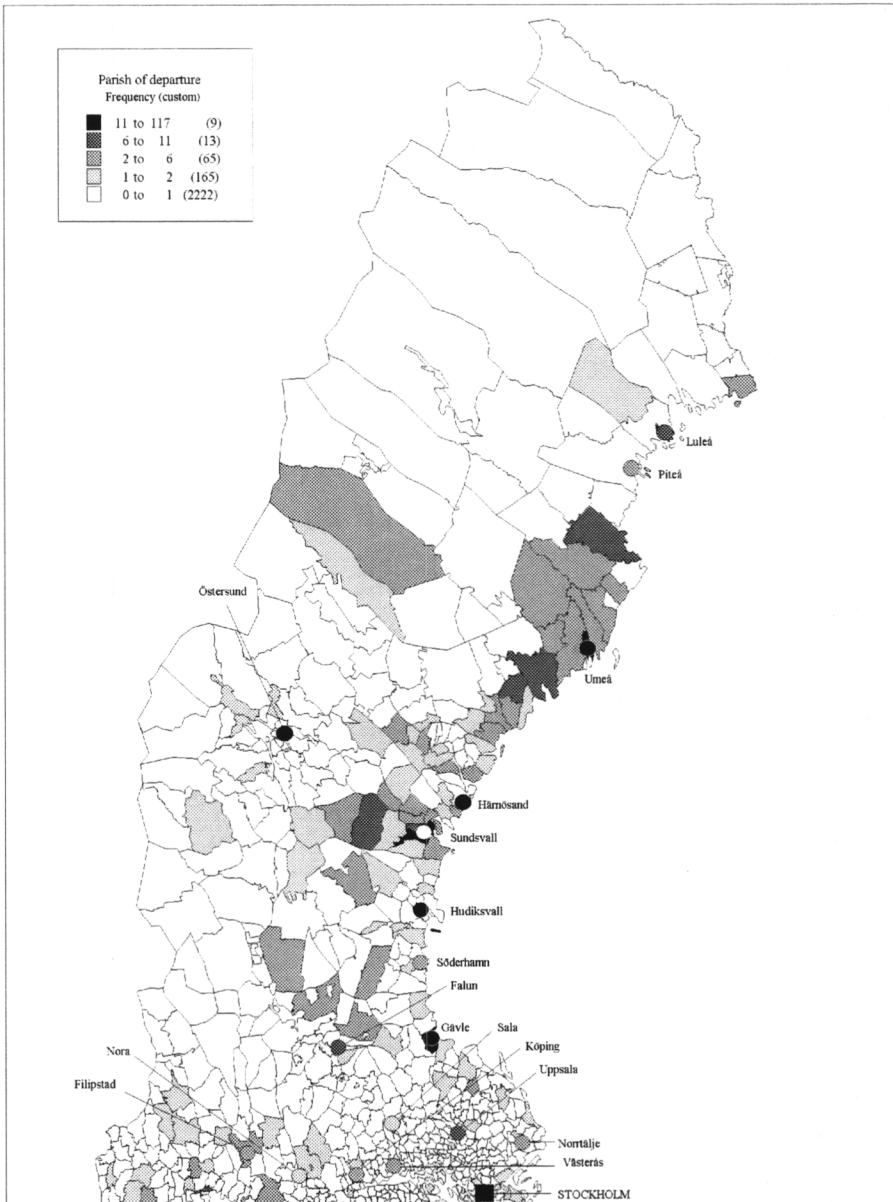 Parish of departure
Frequency (custom)
11 to 117 (9)
6 to 11 (13)
2 to 6 (65)
1 to 2 (165)
0 to 1 (2222)
Luleå
Piteå
Östersund
Umeå
Härnösand
Sundsvall
Hudiksvall
Söderhamn
Falun
Gävle
Sala
Nora
Köping
Uppsala
Filipstad
Norrtälje
Västerås
STOCKHOLM